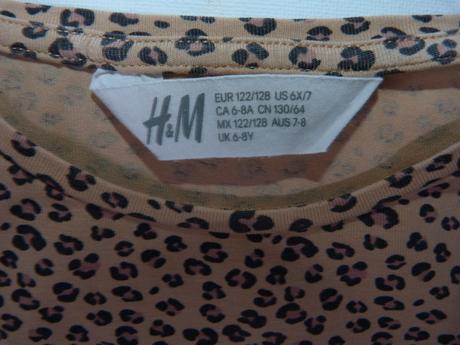 H&M
EUR 122/128 US 6X/7
CA 6-8A CN 130/64
MX 122/128 AUS 7-8
UK 6-8Y